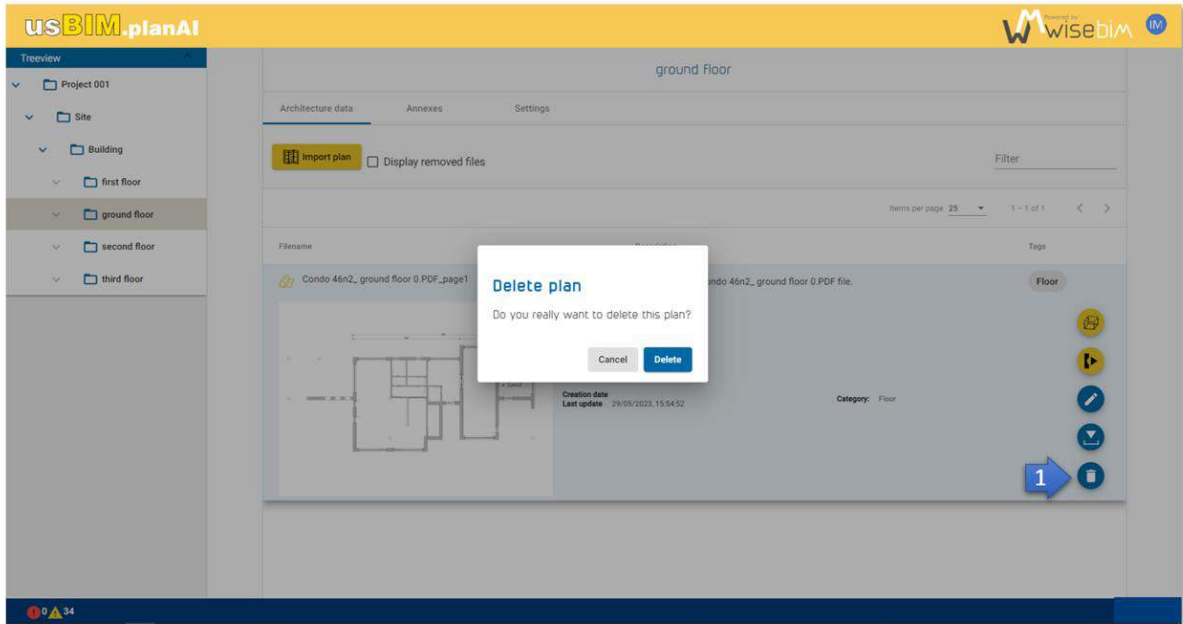 usBIM.planAI
Powered by
wisebim
IM
Treeview
Project 001
Site
Building
first floor
ground floor
second floor
third floor
ground floor
Architecture data Annexes Settings
Import plan
Display removed files
Filter
Items per page 25 1 – 1 of 1
Filename Description Tags
Condo 46n2_ ground floor 0.PDF_page1
ondo 46n2_ ground floor 0.PDF file.
Floor
Delete plan
Do you really want to delete this plan?
Cancel Delete
Creation date
Last update 29/05/2023, 15:54:52
Category: Floor
1
0 34